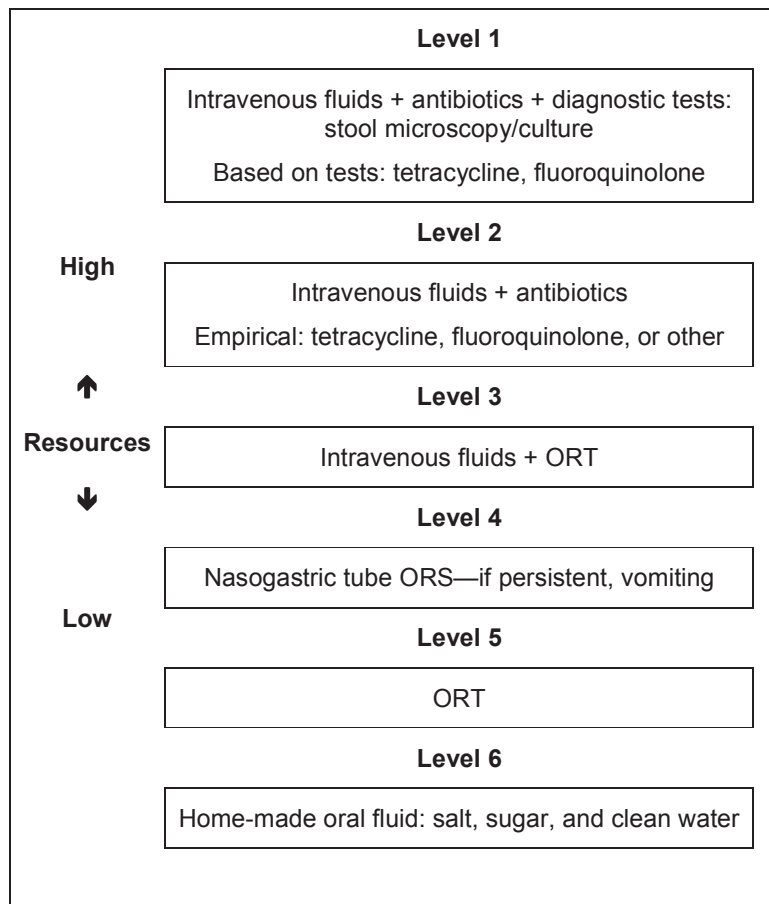 Level 1
Intravenous fluids + antibiotics + diagnostic tests:
stool microscopy/culture
Based on tests: tetracycline, fluoroquinolone
Level 2
High
Intravenous fluids + antibiotics
Empirical: tetracycline, fluoroquinolone, or other
Level 3
Resources
Intravenous fluids + ORT
Level 4
Nasogastric tube ORS—if persistent, vomiting
Low
Level 5
ORT
Level 6
Home-made oral fluid: salt, sugar, and clean water